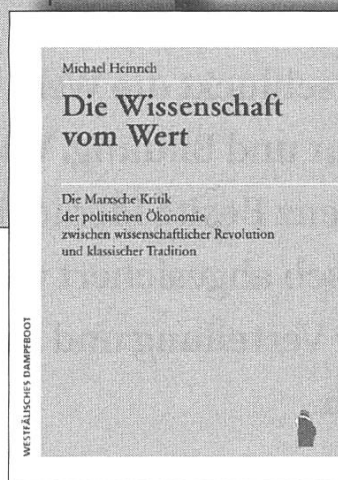 Michael Heinrich
Die Wissenschaft
vom Wert
Die Marxsche Kritik
der politischen Ökonomie
zwischen wissenschaftlicher Revolution
und klassischer Tradition
WESTFÄLISCHES DAMPFBOOT